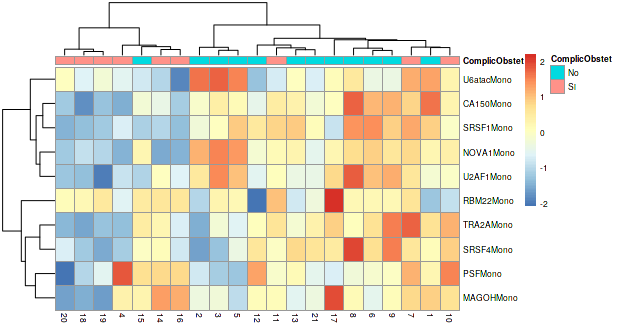 ComplicObstet
U6atacMono
CA150Mono
SRSF1Mono
NOVA1Mono
U2AF1Mono
RBM22Mono
TRA2AMono
SRSF4Mono
PSFMono
MAGOHMono
20 18 19 4 15 14 16 2 3 5 12 11 13 21 17 8 6 9 7 1 10
2
1
0
-1
-2
ComplicObstet
No
Si